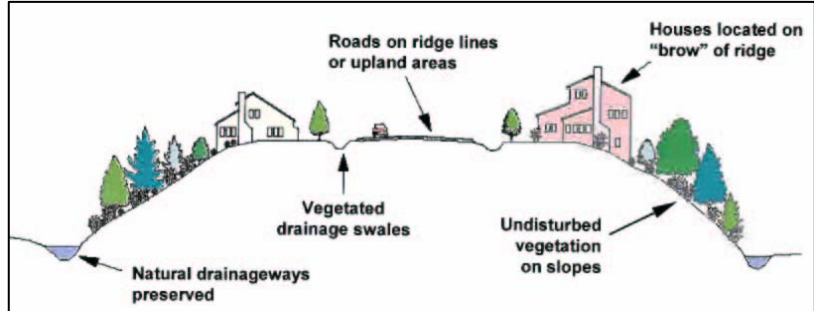 Roads on ridge lines
or upland areas
Houses located on
“brow” of ridge
Vegetated
drainage swales
Undisturbed
vegetation
on slopes
Natural drainageways
preserved